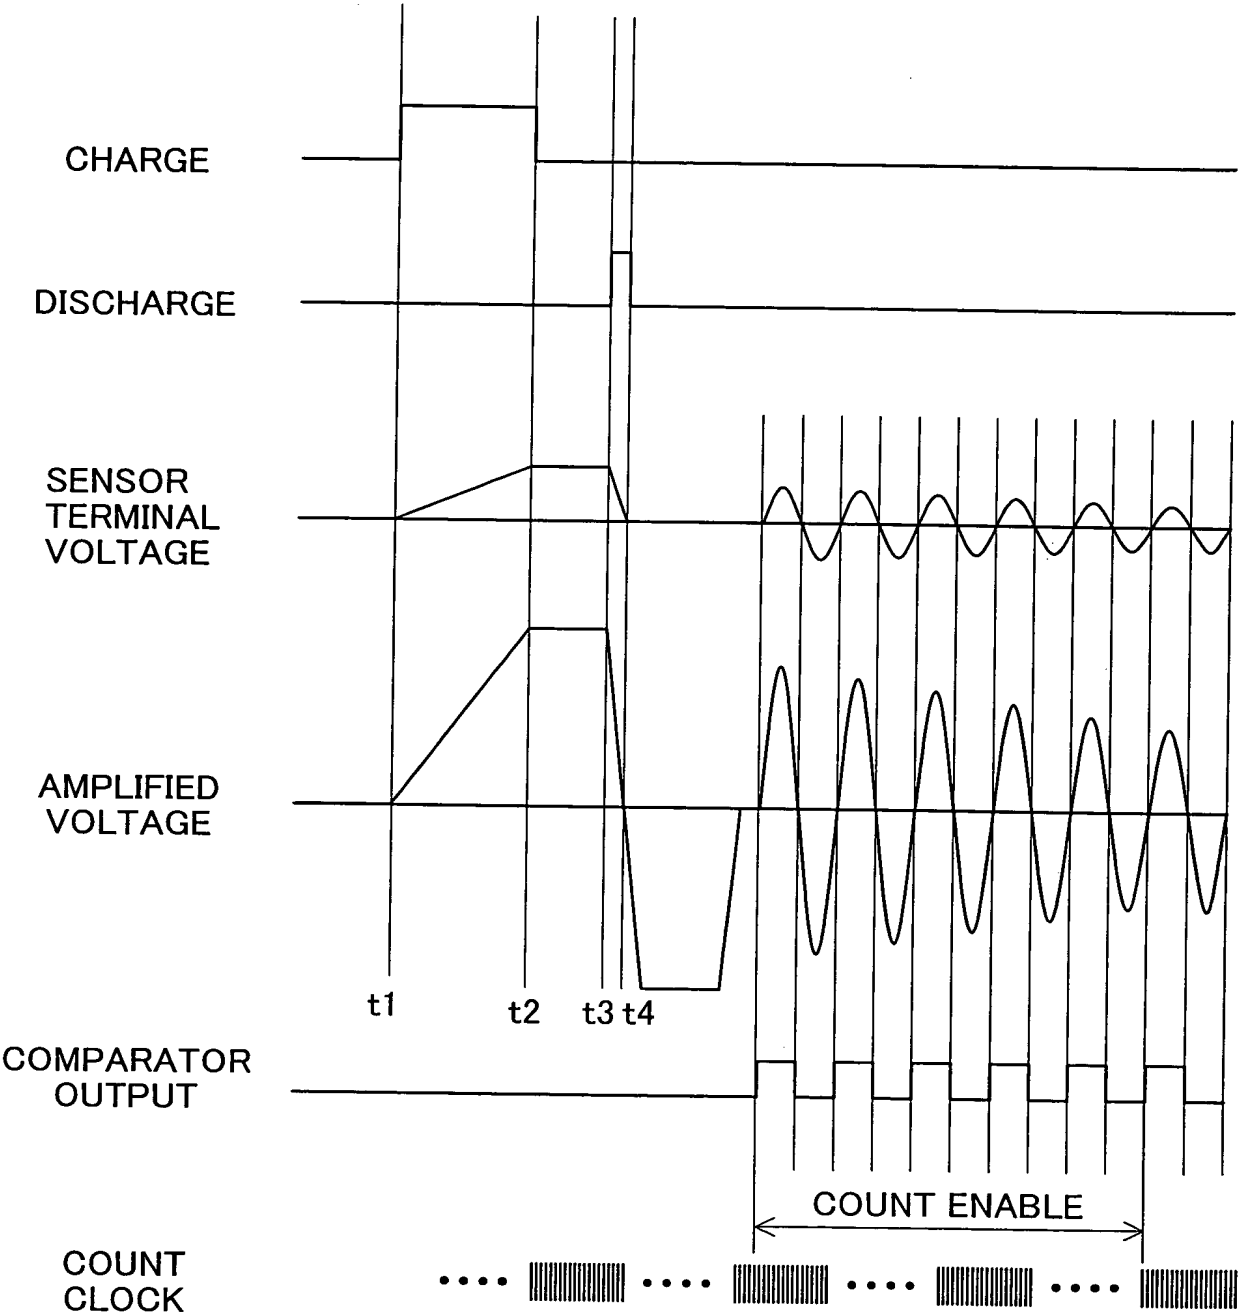 CHARGE
DISCHARGE
SENSOR
TERMINAL
VOLTAGE
AMPLIFIED
VOLTAGE
t1
t2
t3
t4
COMPARATOR
OUTPUT
COUNT ENABLE
COUNT
CLOCK